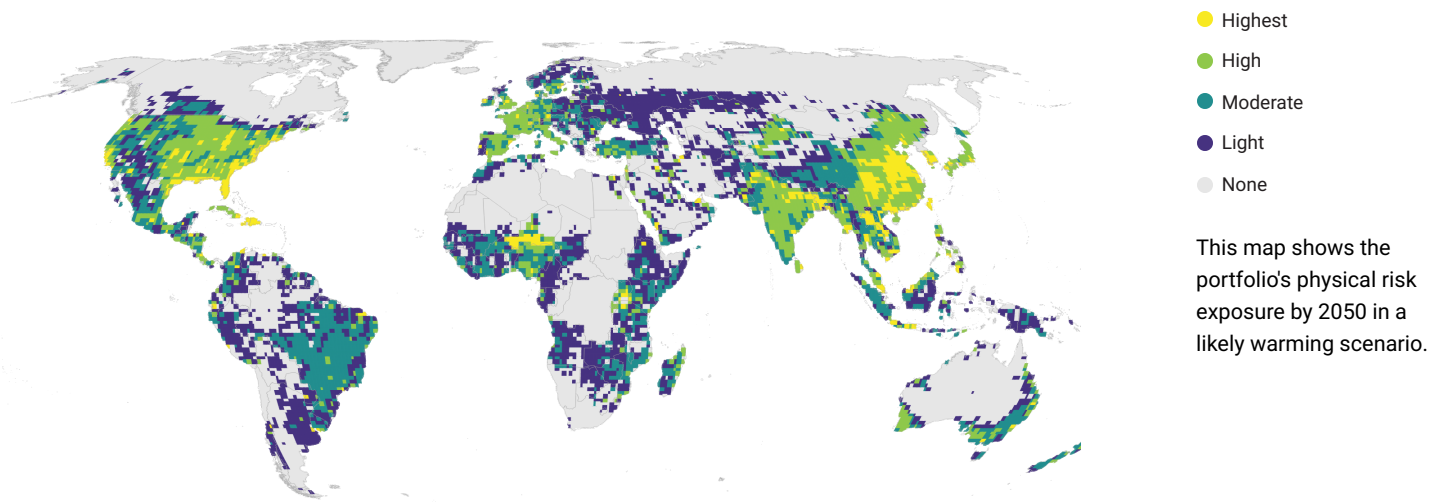 Highest
High
Moderate
Light
None
This map shows the
portfolio's physical risk
exposure by 2050 in a
likely warming scenario.